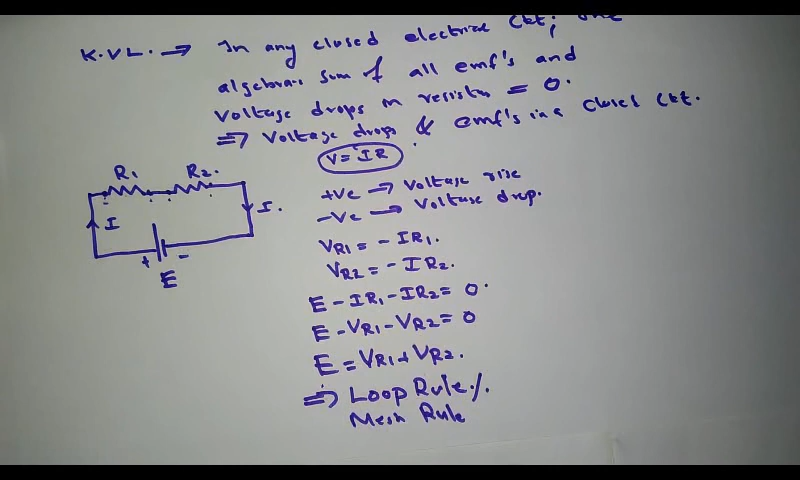 K.V.L. → In any closed electrical Ckt;
algebraic sum of all emf's and
Voltage drops in resistors = 0.
⇒ Voltage drops & emf's in a closed Ckt.
V = IR
R1 R2.
+Ve → Voltage rise
-Ve → Voltage drop.
I I.
VR1 = - IR1.
VR2 = - IR2.
+ -
E
E - IR1 - IR2 = 0.
E - VR1 - VR2 = 0
E = VR1 + VR2.
⇒ Loop Rule /.
Mesh Rule